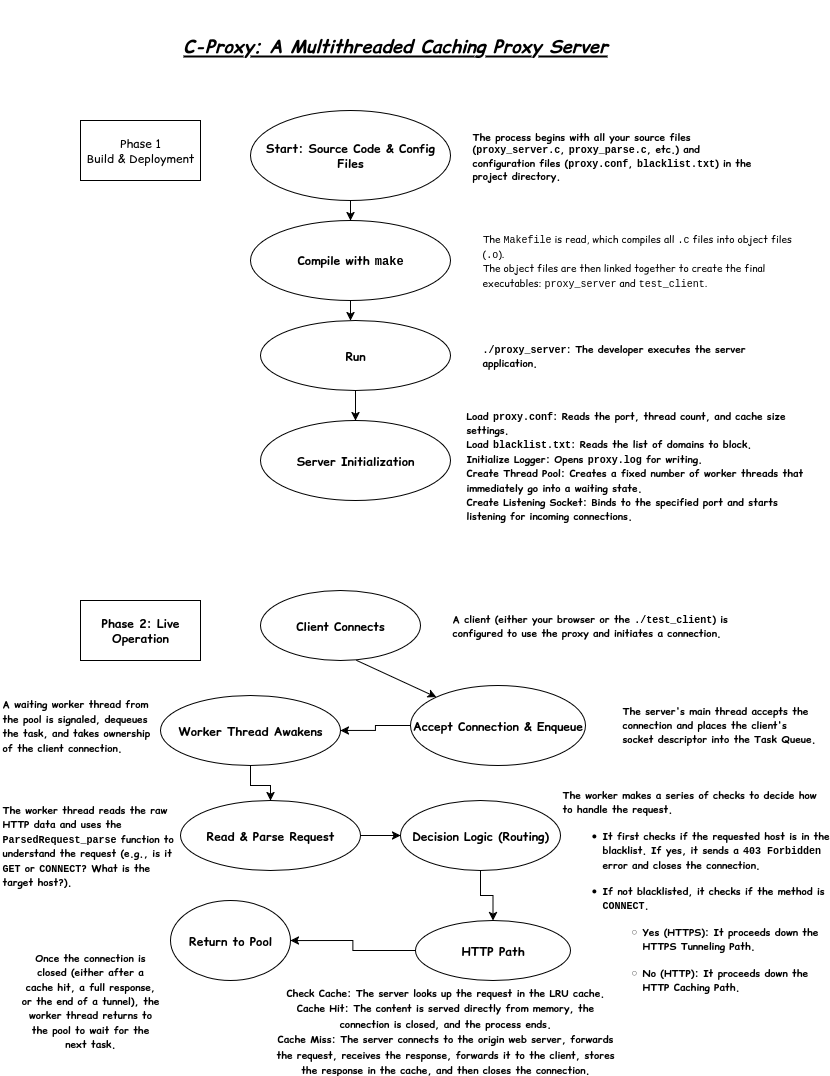 C-Proxy: A Multithreaded Caching Proxy Server
Phase 1
Build & Deployment
Start: Source Code & Config
Files
The process begins with all your source files
(proxy_server.c, proxy_parse.c, etc.) and
configuration files (proxy.conf, blacklist.txt) in the
project directory.
Compile with make
The Makefile is read, which compiles all .c files into object files
(.o).
The object files are then linked together to create the final
executables: proxy_server and test_client.
Run
./proxy_server: The developer executes the server
application.
Server Initialization
Load proxy.conf: Reads the port, thread count, and cache size
settings.
Load blacklist.txt: Reads the list of domains to block.
Initialize Logger: Opens proxy.log for writing.
Create Thread Pool: Creates a fixed number of worker threads that
immediately go into a waiting state.
Create Listening Socket: Binds to the specified port and starts
listening for incoming connections.
Phase 2: Live
Operation
Client Connects
A client (either your browser or the ./test_client) is
configured to use the proxy and initiates a connection.
A waiting worker thread from
the pool is signaled, dequeues
the task, and takes ownership
of the client connection.
Worker Thread Awakens
Accept Connection & Enqueue
The server's main thread accepts the
connection and places the client's
socket descriptor into the Task Queue.
The worker thread reads the raw
HTTP data and uses the
ParsedRequest_parse function to
understand the request (e.g., is it
GET or CONNECT? What is the
target host?).
Read & Parse Request
Decision Logic (Routing)
The worker makes a series of checks to decide how
to handle the request.
• It first checks if the requested host is in the
blacklist. If yes, it sends a 403 Forbidden
error and closes the connection.
• If not blacklisted, it checks if the method is
CONNECT.
○ Yes (HTTPS): It proceeds down the
HTTPS Tunneling Path.
○ No (HTTP): It proceeds down the
HTTP Caching Path.
Return to Pool
HTTP Path
Once the connection is
closed (either after a
cache hit, a full response,
or the end of a tunnel), the
worker thread returns to
the pool to wait for the
next task.
Check Cache: The server looks up the request in the LRU cache.
Cache Hit: The content is served directly from memory, the
connection is closed, and the process ends.
Cache Miss: The server connects to the origin web server, forwards
the request, receives the response, forwards it to the client, stores
the response in the cache, and then closes the connection.